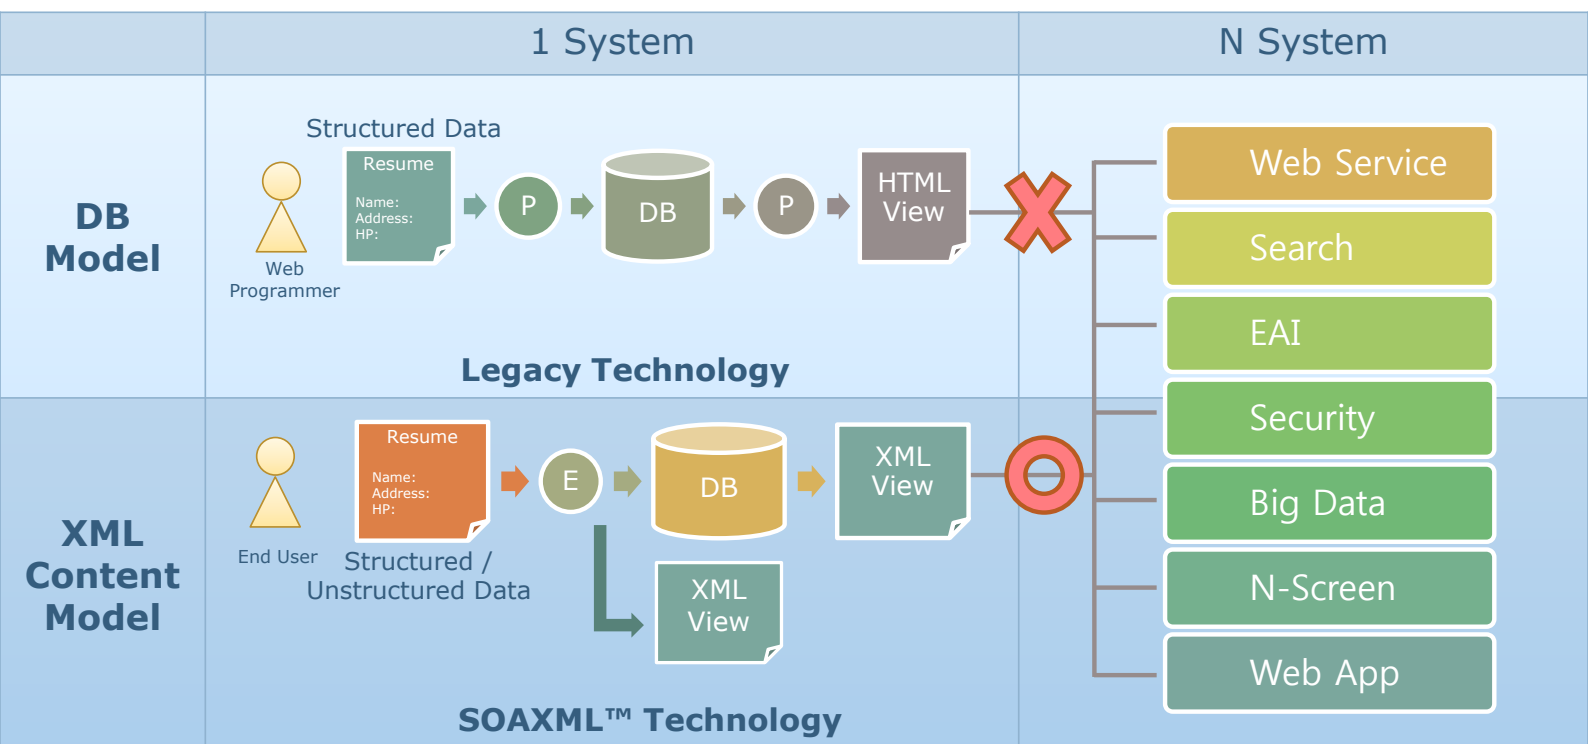 1 System
N System
DB
Model
Structured Data
Resume
Name:
Address:
HP:
Web
Programmer
P
DB
P
HTML
View
Legacy Technology
XML
Content
Model
End User
Resume
Name:
Address:
HP:
Structured /
Unstructured Data
E
DB
XML
View
XML
View
SOAXML™ Technology
Web Service
Search
EAI
Security
Big Data
N-Screen
Web App